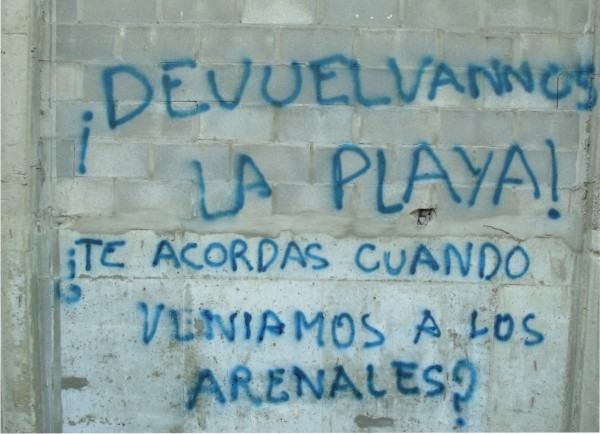 ¡DEVUELVANNOS
LA PLAYA!
¿TE ACORDAS CUANDO
VENIAMOS A LOS
ARENALES?